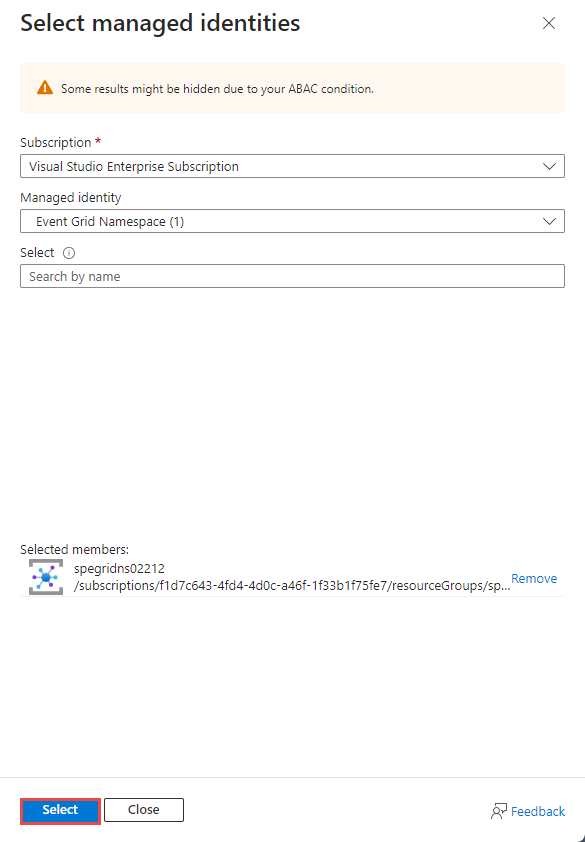 Select managed identities
Some results might be hidden due to your ABAC condition.
Subscription *
Visual Studio Enterprise Subscription
Managed identity
Event Grid Namespace (1)
Select
Search by name
Selected members:
spegridns02212
/subscriptions/f1d7c643-4fd4-4d0c-a46f-1f33b1f75fe7/resourceGroups/sp...
Remove
Select
Close
Feedback